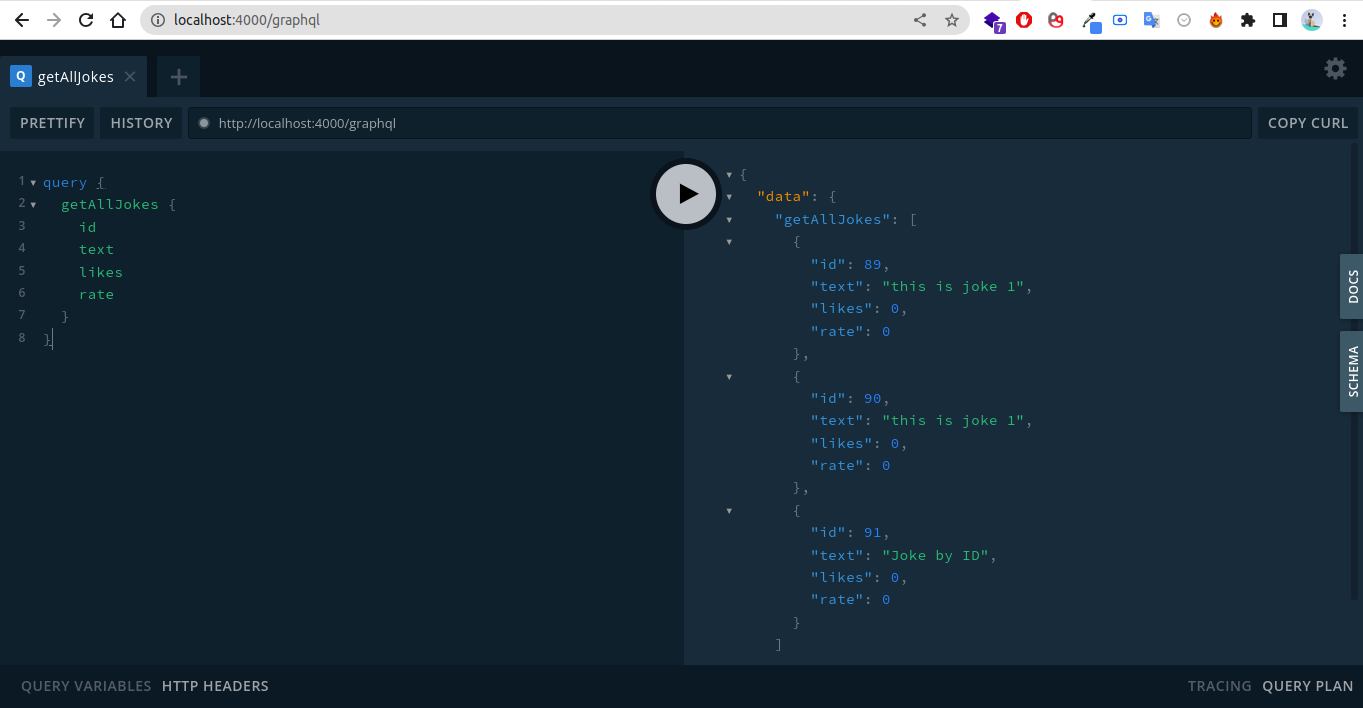 localhost:4000/graphql
7
Q getAllJokes
PRETTIFY HISTORY http://localhost:4000/graphql COPY CURL
1 query {
2 getAllJokes {
3 id
4 text
5 likes
6 rate
7 }
8 }
{
"data": {
"getAllJokes": [
{
"id": 89,
"text": "this is joke 1",
"likes": 0,
"rate": 0
},
{
"id": 90,
"text": "this is joke 1",
"likes": 0,
"rate": 0
},
{
"id": 91,
"text": "Joke by ID",
"likes": 0,
"rate": 0
}
]
DOCS
SCHEMA
QUERY VARIABLES HTTP HEADERS TRACING QUERY PLAN